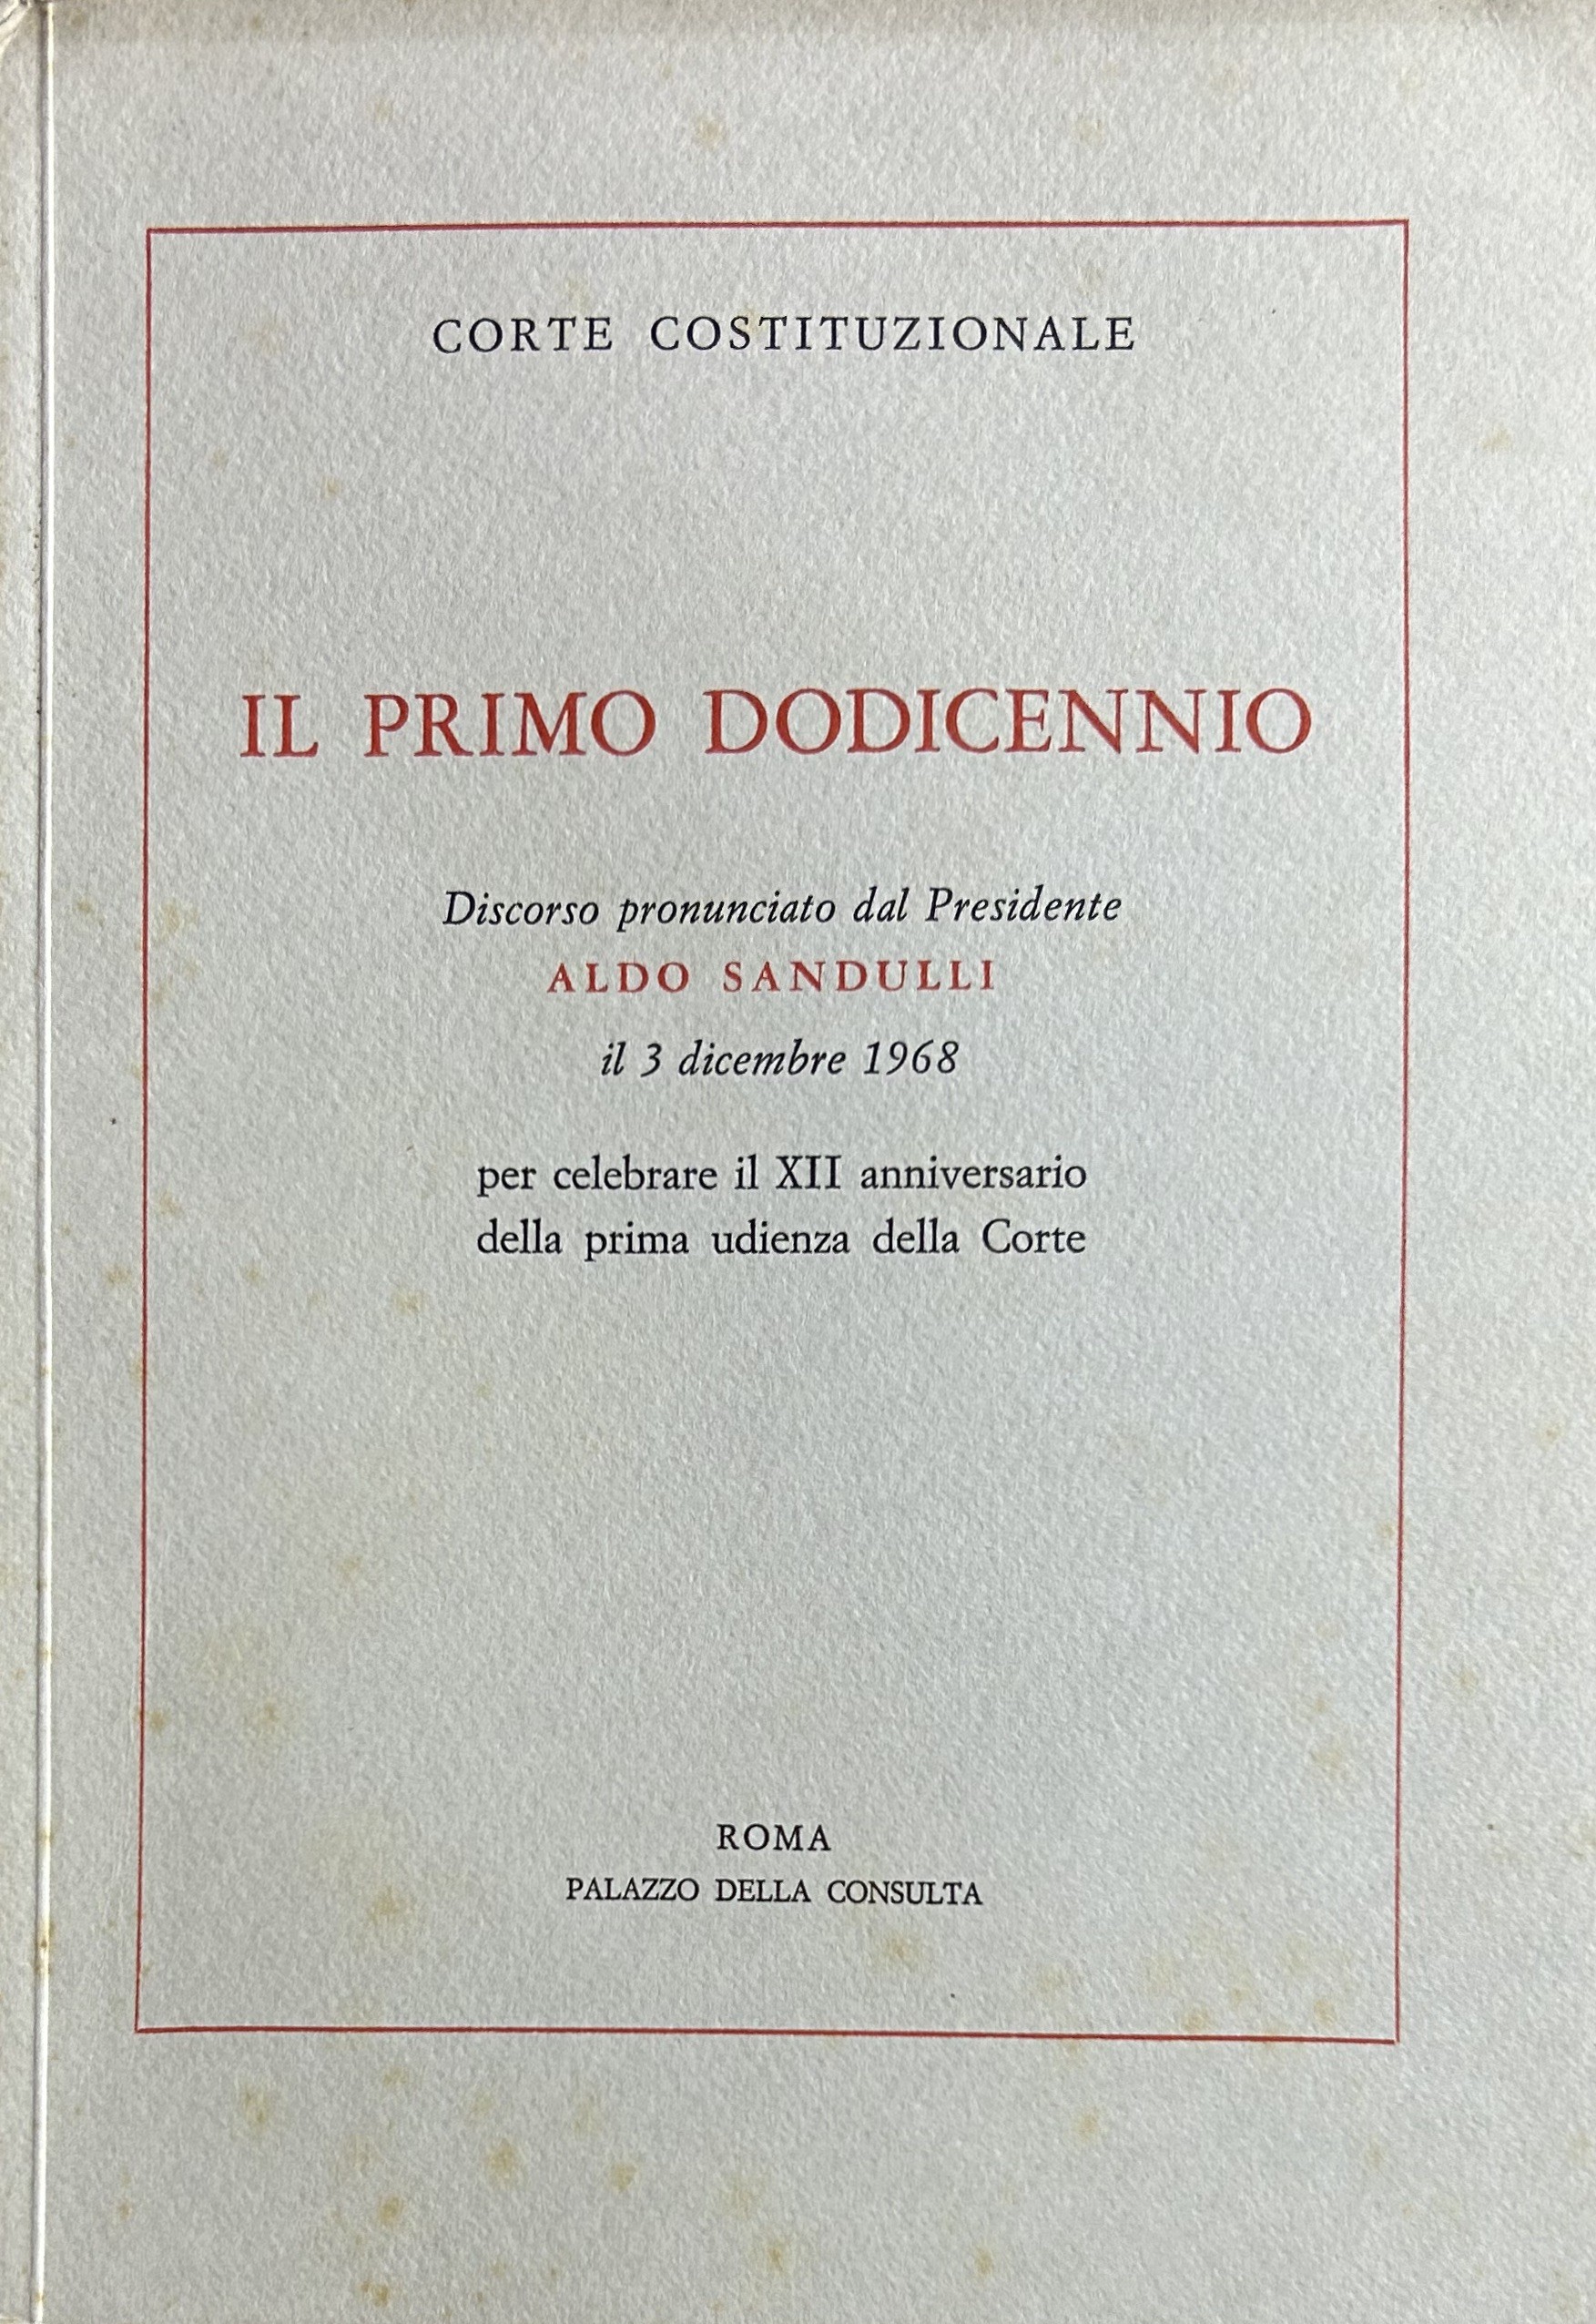 CORTE COSTITUZIONALE
IL PRIMO DODICENNIO
Discorso pronunciato dal Presidente
ALDO SANDULLI
il 3 dicembre 1968
per celebrare il XII anniversario
della prima udienza della Corte
ROMA
PALAZZO DELLA CONSULTA